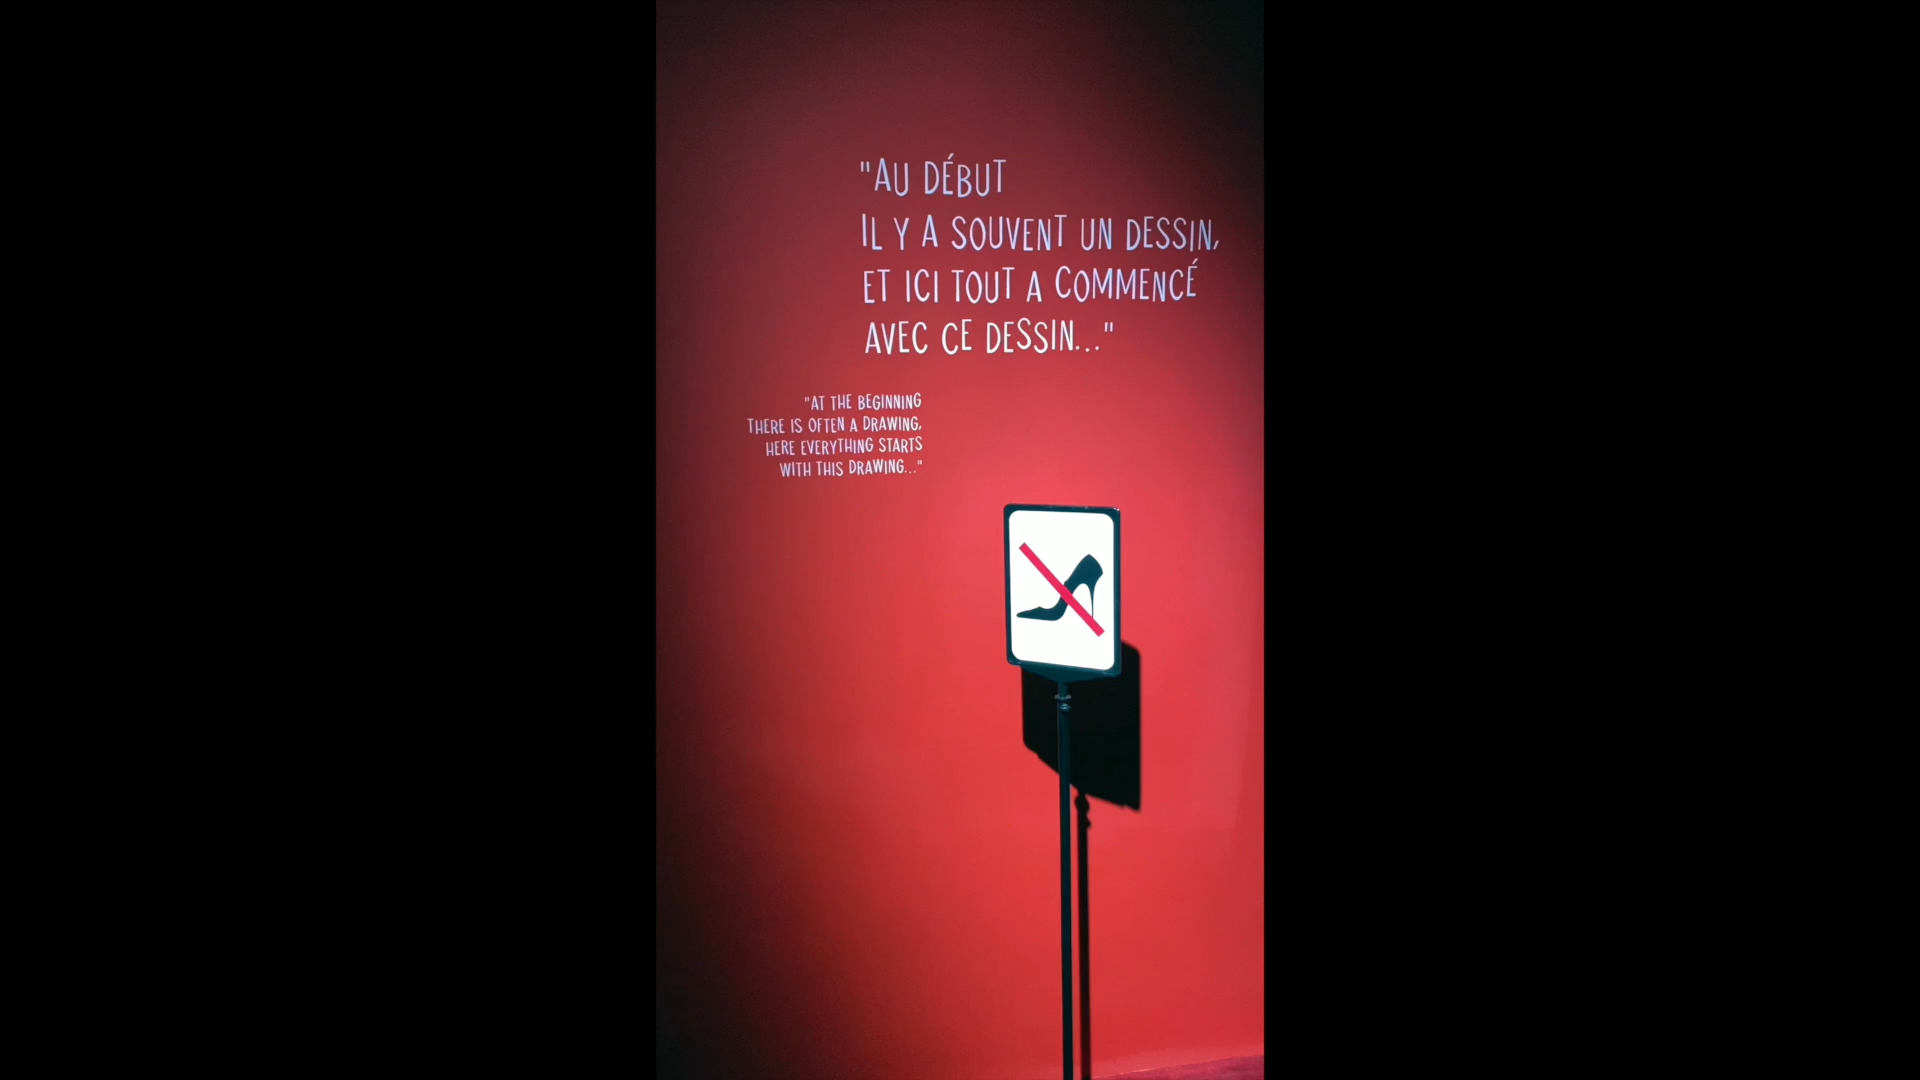 "AU DÉBUT
IL Y A SOUVENT UN DESSIN,
ET ICI TOUT A COMMENCÉ
AVEC CE DESSIN..."
"AT THE BEGINNING
THERE IS OFTEN A DRAWING,
HERE EVERYTHING STARTS
WITH THIS DRAWING..."